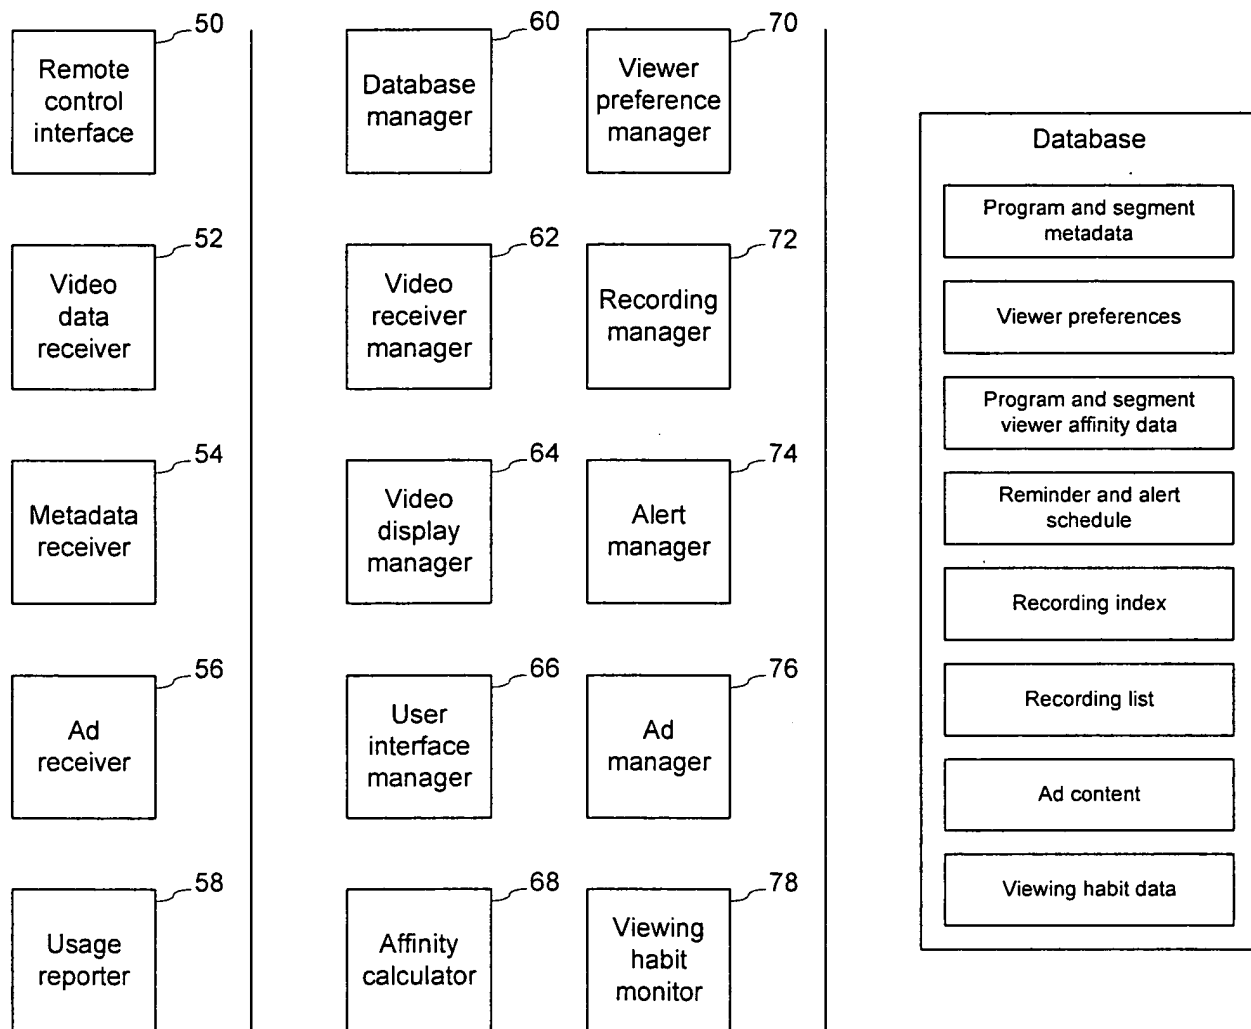 50
Remote
control
interface
52
Video
data
receiver
54
Metadata
receiver
56
Ad
receiver
58
Usage
reporter
60
Database
manager
62
Video
receiver
manager
64
Video
display
manager
66
User
interface
manager
68
Affinity
calculator
70
Viewer
preference
manager
72
Recording
manager
74
Alert
manager
76
Ad
manager
78
Viewing
habit
monitor
Database
Program and segment
metadata
Viewer preferences
Program and segment
viewer affinity data
Reminder and alert
schedule
Recording index
Recording list
Ad content
Viewing habit data